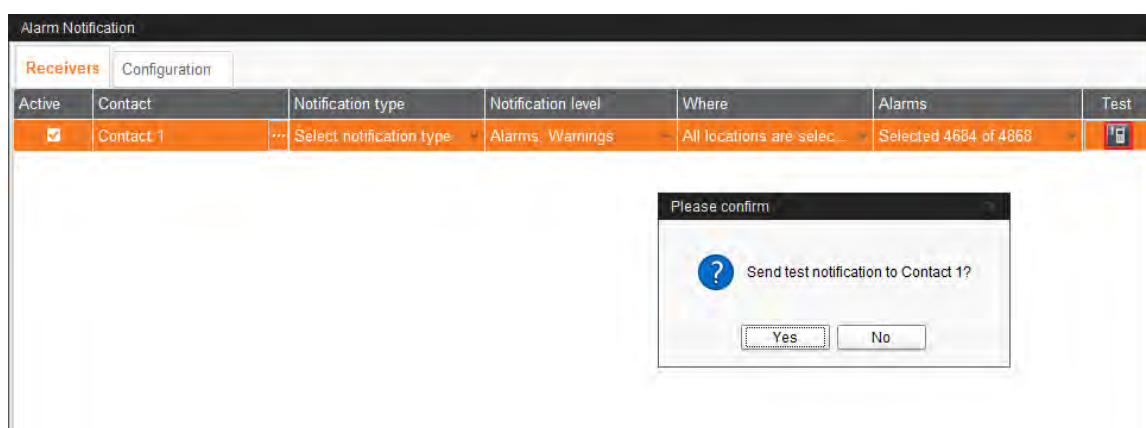 Alarm Notification
Receivers Configuration
Active Contact Notification type Notification level Where Alarms Test
Contact 1 ... Select notification type Alarms, Warnings All locations are selec... Selected 4684 of 4868
Please confirm
Send test notification to Contact 1?
Yes No